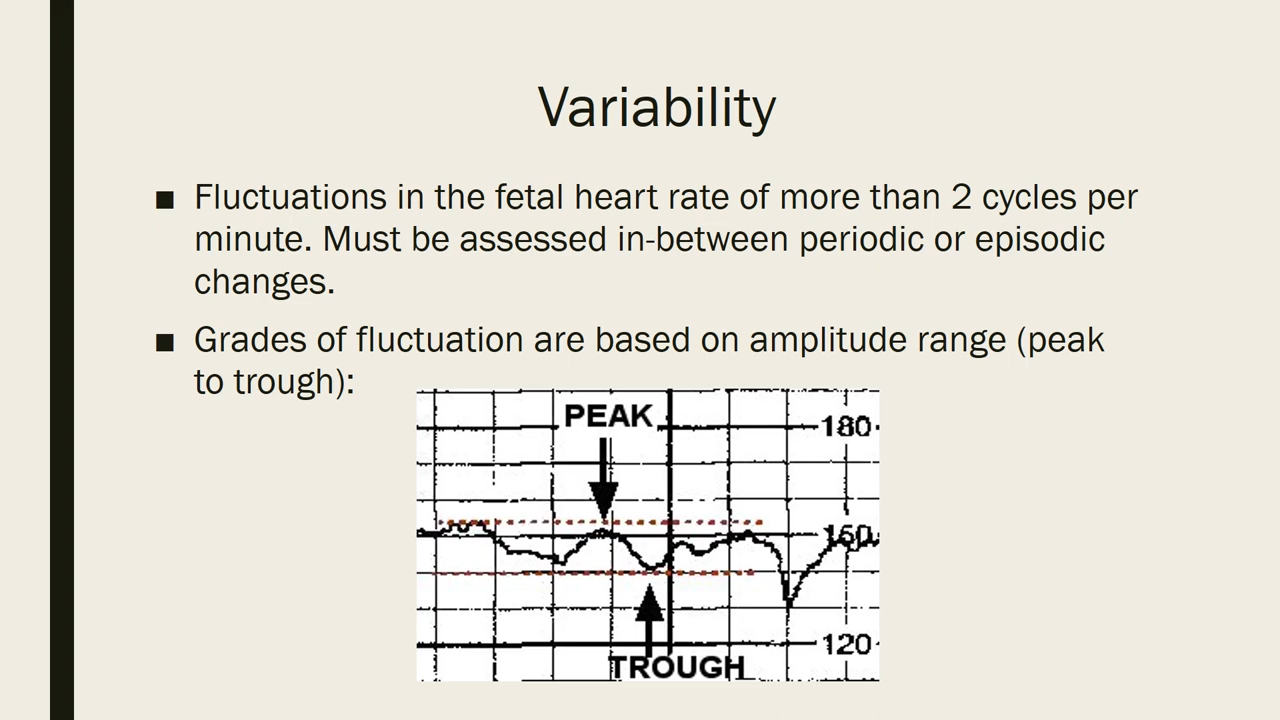 Variability
■ Fluctuations in the fetal heart rate of more than 2 cycles per
minute. Must be assessed in-between periodic or episodic
changes.
■ Grades of fluctuation are based on amplitude range (peak
to trough):
PEAK
180
150
120
TROUGH